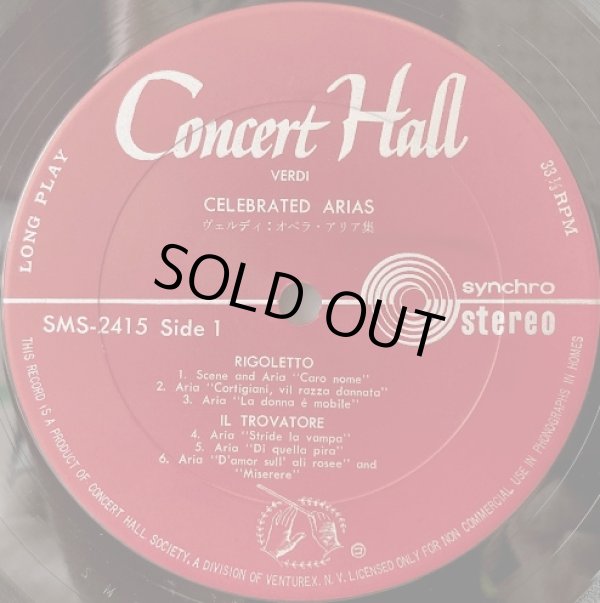 Concert Hall
VERDI
CELEBRATED ARIAS
ヴェルディ：オペラ・アリア集
LONG PLAY
33⅓ RPM
SOLD OUT
synchro
stereo
SMS-2415 Side 1
RIGOLETTO
1. Scene and Aria "Caro nome"
2. Aria "Cortigiani, vil razza dannata"
3. Aria "La donna é mobile"
IL TROVATORE
4. Aria "Stride la vampa"
5. Aria "Di quella pira"
6. Aria "D'amor sull' ali rosee" and
"Miserere"
THIS RECORD IS A PRODUCT OF CONCERT HALL SOCIETY, A DIVISION OF VENTUREX, N. V. LICENSED ONLY FOR NON COMMERCIAL USE IN PHONOGRAPHS IN HOMES